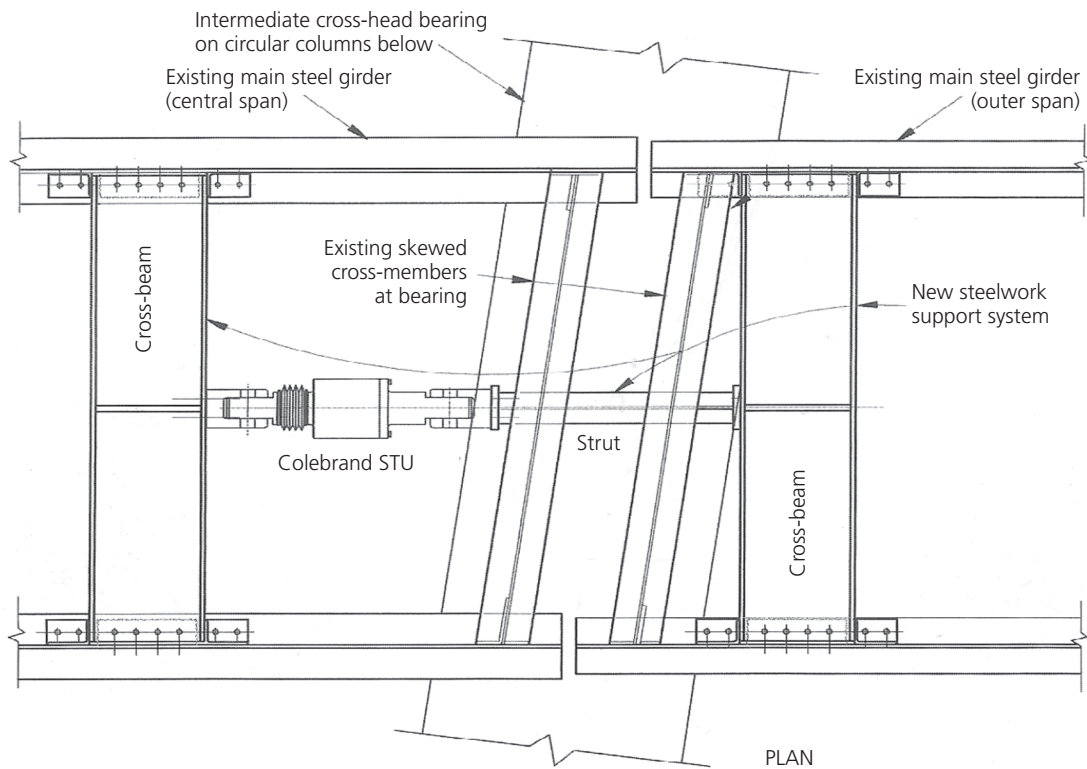 Intermediate cross-head bearing
on circular columns below
Existing main steel girder
(central span)
Existing main steel girder
(outer span)
Existing skewed
cross-members
at bearing
New steelwork
support system
Cross-beam
Colebrand STU
Strut
Cross-beam
PLAN